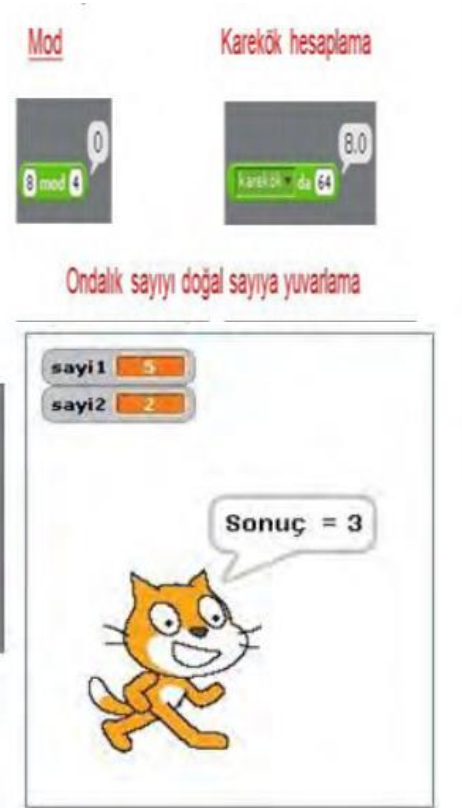 Mod Karekök hesaplama
0
8 mod 4
8.0
karekök da 64
Ondalık sayıyı doğal sayıya yuvarlama
sayi1 5
sayi2 2
Sonuç = 3